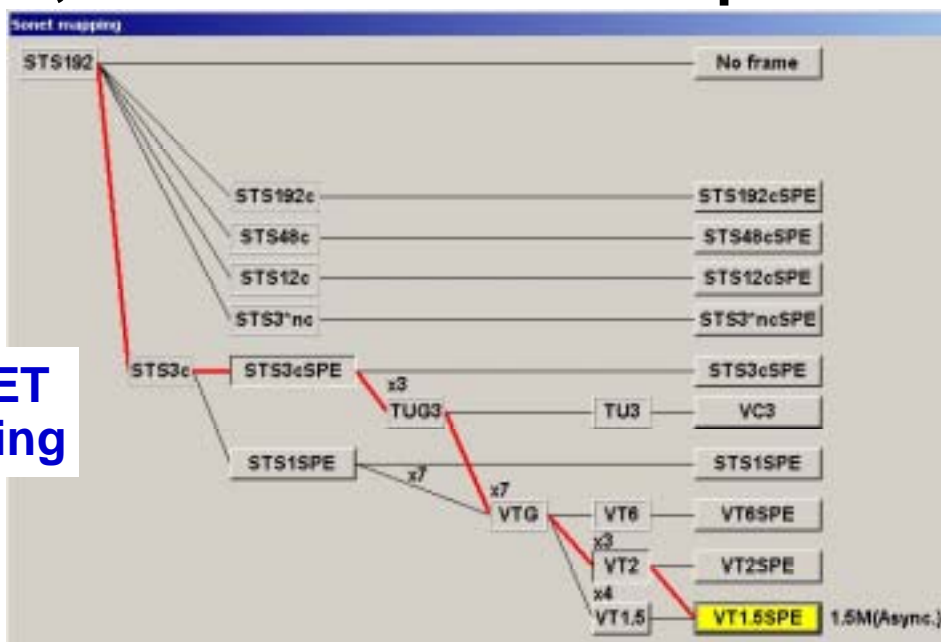 Sonet mapping
STS192 No frame
STS192c STS192cSPE
STS48c STS48cSPE
STS12c STS12cSPE
STS3*nc STS3*ncSPE
ET
ing
STS3c STS3cSPE STS3cSPE
x3
TUG3 TU3 VC3
STS1SPE STS1SPE
x7
x7
VTG VT6 VT6SPE
x3
VT2 VT2SPE
x4
VT1.5 VT1.5SPE 1.5M(Async.)